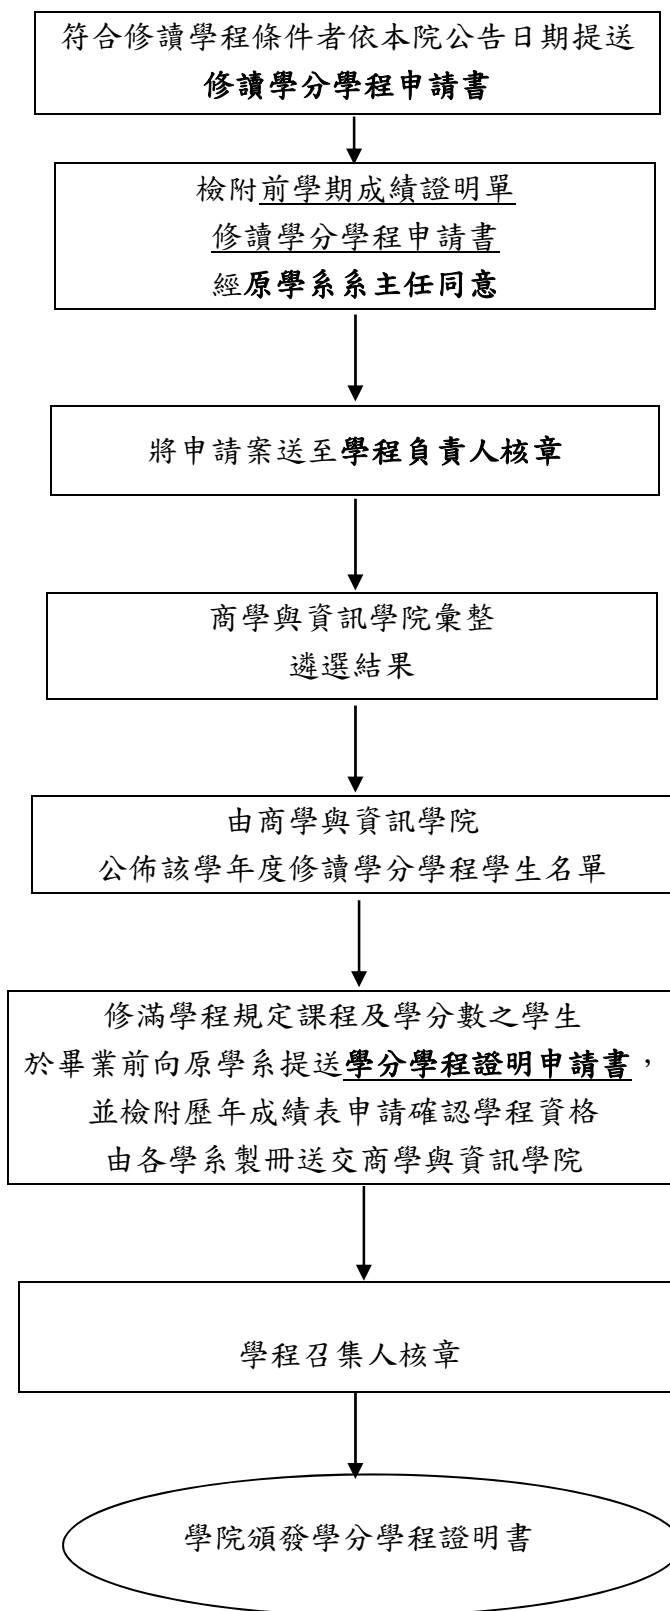 符合修讀學程條件者依本院公告日期提送
修讀學分學程申請書
檢附前學期成績證明單
修讀學分學程申請書
經原學系系主任同意
將申請案送至學程負責人核章
商學與資訊學院彙整
遴選結果
由商學與資訊學院
公佈該學年度修讀學分學程學生名單
修滿學程規定課程及學分數之學生
於畢業前向原學系提送學分學程證明申請書，
並檢附歷年成績表申請確認學程資格
由各學系製冊送交商學與資訊學院
學程召集人核章
學院頒發學分學程證明書